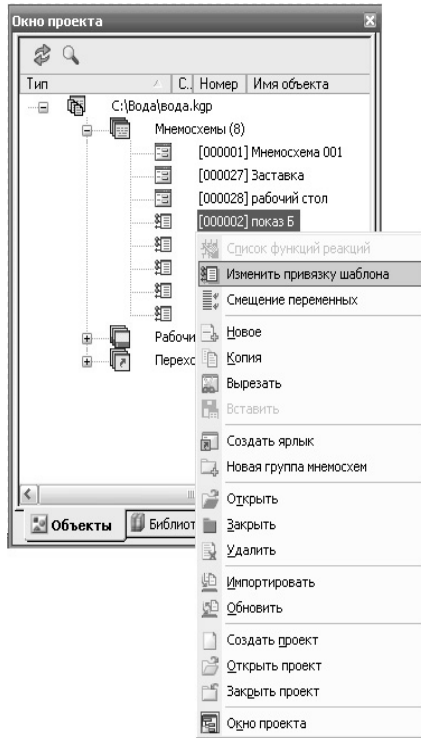 Окно проекта
Тип С. Номер Имя объекта
С:\Вода\вода.kgp
Мнемосхемы (8)
[000001] Мнемосхема 001
[000027] Заставка
[000028] рабочий стол
[000002] показ Б
Рабочи
Перехо
Объекты Библиот
Список функций реакций
Изменить привязку шаблона
Смещение переменных
Новое
Копия
Вырезать
Вставить
Создать ярлык
Новая группа мнемосхем
Открыть
Закрыть
Удалить
Импортировать
Обновить
Создать проект
Открыть проект
Закрыть проект
Окно проекта